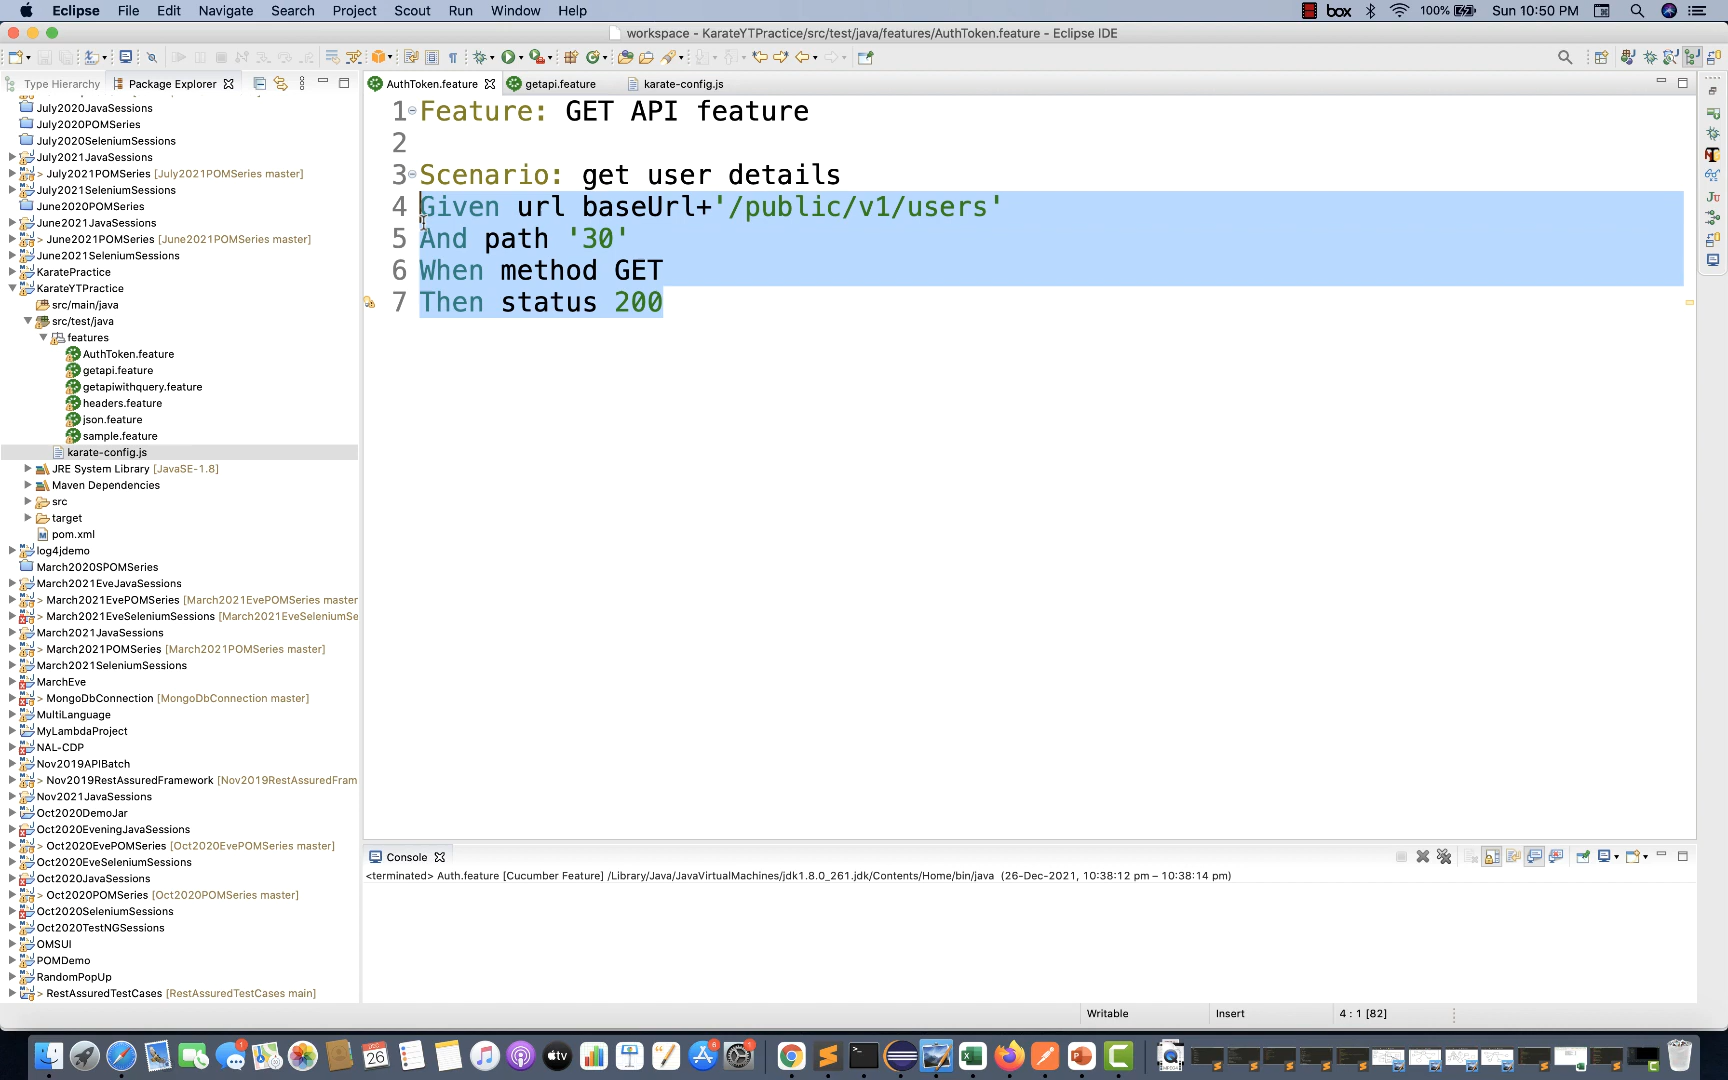 Eclipse File Edit Navigate Search Project Scout Run Window Help
box 100% Sun 10:50 PM
workspace - KarateYTPractice/src/test/java/features/AuthToken.feature - Eclipse IDE
Type Hierarchy Package Explorer
AuthToken.feature getapi.feature karate-config.js
July2020JavaSessions
July2020POMSeries
July2020SeleniumSessions
July2021JavaSessions
> July2021POMSeries [July2021POMSeries master]
July2021SeleniumSessions
June2020POMSeries
June2021JavaSessions
> June2021POMSeries [June2021POMSeries master]
June2021SeleniumSessions
KaratePractice
KarateYTPractice
src/main/java
src/test/java
features
AuthToken.feature
getapi.feature
getapiwithquery.feature
headers.feature
json.feature
sample.feature
karate-config.js
JRE System Library [JavaSE-1.8]
Maven Dependencies
src
target
pom.xml
log4jdemo
March2020SPOMSeries
March2021EveJavaSessions
> March2021EvePOMSeries [March2021EvePOMSeries master
> March2021EveSeleniumSessions [March2021EveSeleniumSe
March2021JavaSessions
> March2021POMSeries [March2021POMSeries master]
March2021SeleniumSessions
MarchEve
> MongoDbConnection [MongoDbConnection master]
MultiLanguage
MyLambdaProject
NAL-CDP
Nov2019APIBatch
> Nov2019RestAssuredFramework [Nov2019RestAssuredFram
Nov2021JavaSessions
Oct2020DemoJar
Oct2020EveningJavaSessions
> Oct2020EvePOMSeries [Oct2020EvePOMSeries master]
Oct2020EveSeleniumSessions
Oct2020JavaSessions
> Oct2020POMSeries [Oct2020POMSeries master]
Oct2020SeleniumSessions
Oct2020TestNGSessions
OMSUI
POMDemo
RandomPopUp
> RestAssuredTestCases [RestAssuredTestCases main]
1 Feature: GET API feature
2
3 Scenario: get user details
4 Given url baseUrl+'/public/v1/users'
5 And path '30'
6 When method GET
7 Then status 200
Console
<terminated> Auth.feature [Cucumber Feature] /Library/Java/JavaVirtualMachines/jdk1.8.0_261.jdk/Contents/Home/bin/java (26-Dec-2021, 10:38:12 pm – 10:38:14 pm)
Writable Insert 4 : 1 [82]